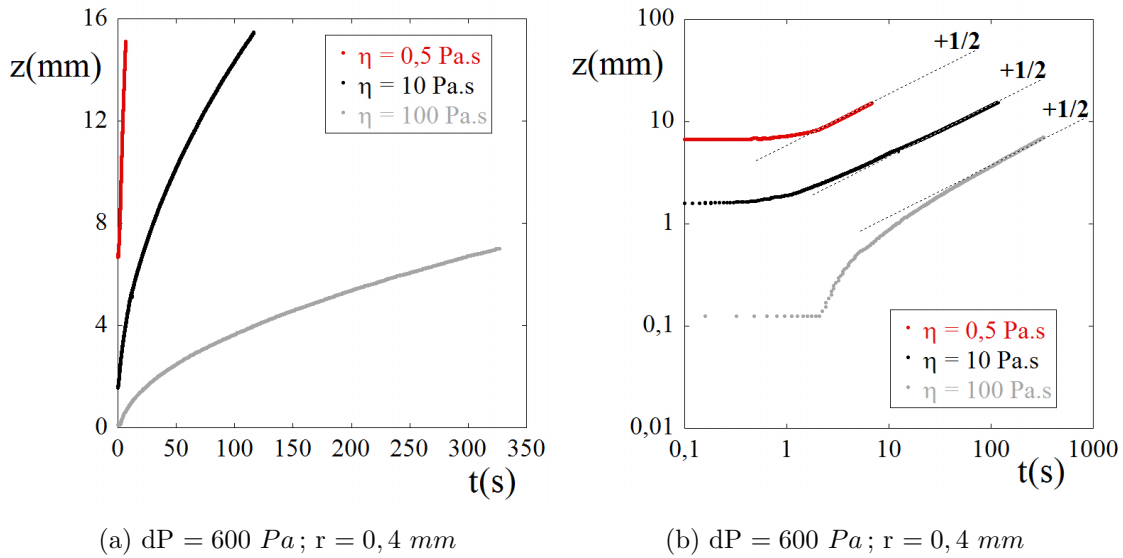 16
z(mm)
12
8
4
0
0 50 100 150 200 250 300 350
t(s)
• η = 0,5 Pa.s
• η = 10 Pa.s
• η = 100 Pa.s
(a) dP = 600 Pa; r = 0, 4 mm
100
z(mm)
10
1
0,1
0,01
0,1 1 10 100 1000
t(s)
+1/2
+1/2
+1/2
• η = 0,5 Pa.s
• η = 10 Pa.s
• η = 100 Pa.s
(b) dP = 600 Pa; r = 0, 4 mm